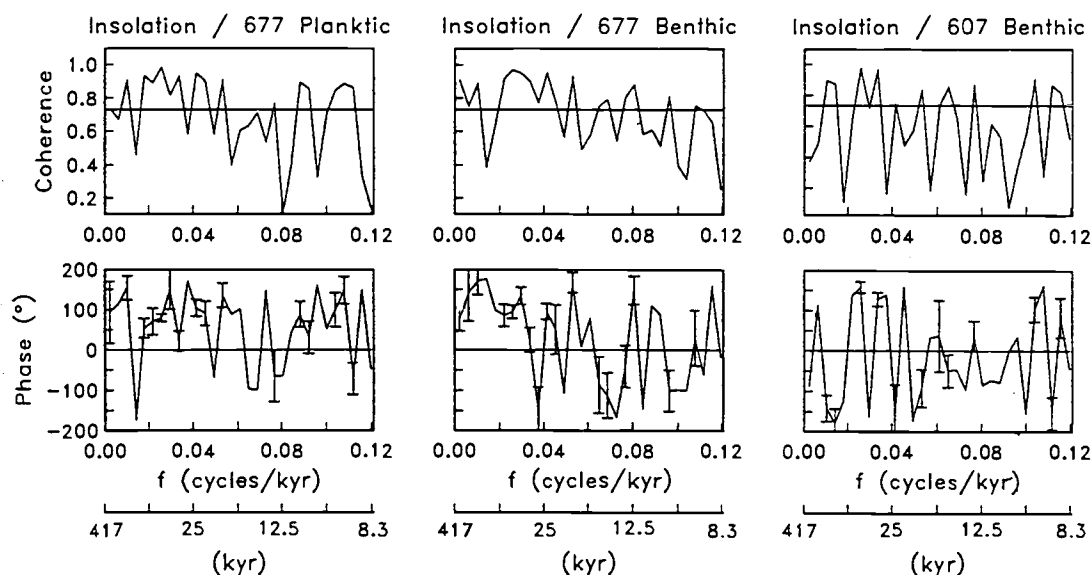 Insolation / 677 Planktic
Insolation / 677 Benthic
Insolation / 607 Benthic
Coherence
1.0
0.8
0.6
0.4
0.2
0.00 0.04 0.08 0.12
0.00 0.04 0.08 0.12
0.00 0.04 0.08 0.12
Phase (°)
200
100
0
-100
-200
0.00 0.04 0.08 0.12
0.00 0.04 0.08 0.12
0.00 0.04 0.08 0.12
f (cycles/kyr)
f (cycles/kyr)
f (cycles/kyr)
417 25 12.5 8.3
417 25 12.5 8.3
417 25 12.5 8.3
(kyr)
(kyr)
(kyr)